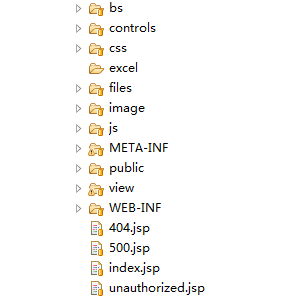 bs
controls
css
excel
files
image
js
META-INF
public
view
WEB-INF
404.jsp
500.jsp
index.jsp
unauthorized.jsp